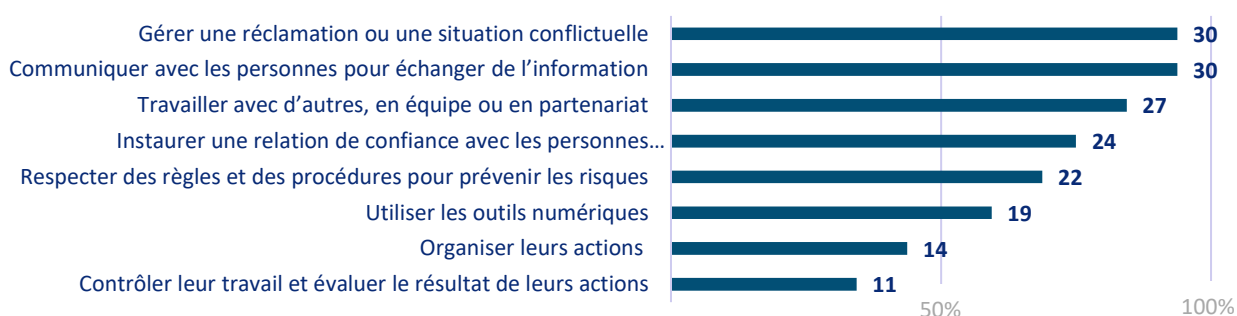 Gérer une réclamation ou une situation conflictuelle 30
Communiquer avec les personnes pour échanger de l’information 30
Travailler avec d’autres, en équipe ou en partenariat 27
Instaurer une relation de confiance avec les personnes… 24
Respecter des règles et des procédures pour prévenir les risques 22
Utiliser les outils numériques 19
Organiser leurs actions 14
Contrôler leur travail et évaluer le résultat de leurs actions 11
50% 100%